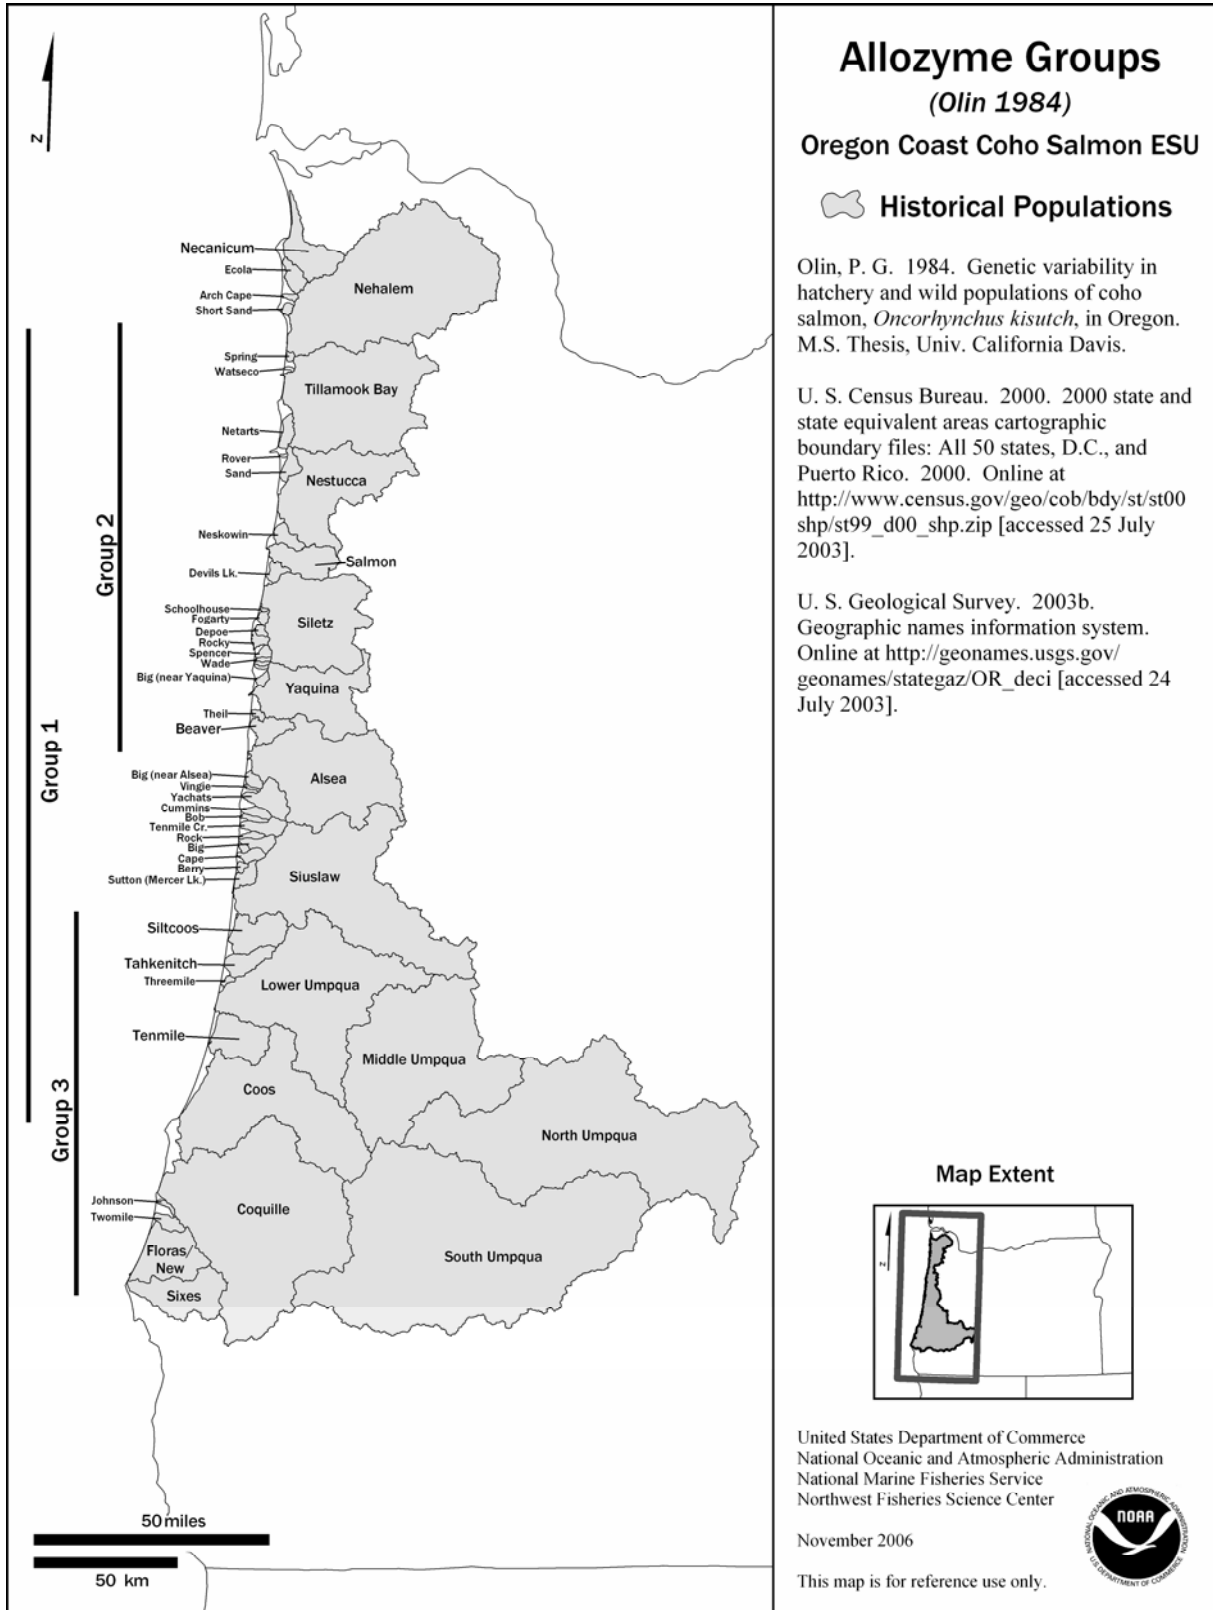 Allozyme Groups
(Olin 1984)
Oregon Coast Coho Salmon ESU
Historical Populations
Olin, P. G.  1984.  Genetic variability in
hatchery and wild populations of coho
salmon, Oncorhynchus kisutch, in Oregon.
M.S. Thesis, Univ. California Davis.
U. S. Census Bureau.  2000.  2000 state and
state equivalent areas cartographic
boundary files: All 50 states, D.C., and
Puerto Rico.  2000.  Online at
http://www.census.gov/geo/cob/bdy/st/st00
shp/st99_d00_shp.zip [accessed 25 July
2003].
U. S. Geological Survey.  2003b.
Geographic names information system.
Online at http://geonames.usgs.gov/
geonames/stategaz/OR_deci [accessed 24
July 2003].
Map Extent
z
United States Department of Commerce
National Oceanic and Atmospheric Administration
National Marine Fisheries Service
Northwest Fisheries Science Center
November 2006
This map is for reference use only.
NATIONAL OCEANIC AND ATMOSPHERIC ADMINISTRATION
NOAA
U.S. DEPARTMENT OF COMMERCE
z
Necanicum
Ecola
Nehalem
Arch Cape
Short Sand
Spring
Watseco
Tillamook Bay
Netarts
Rover
Sand
Nestucca
Neskowin
Salmon
Devils Lk.
Schoolhouse
Fogarty
Siletz
Depoe
Rocky
Spencer
Wade
Big (near Yaquina)
Yaquina
Theil
Beaver
Big (near Alsea)
Alsea
Vingie
Yachats
Cummins
Bob
Tenmile Cr.
Rock
Big
Cape
Berry
Sutton (Mercer Lk.)
Siuslaw
Siltcoos
Tahkenitch
Threemile
Lower Umpqua
Tenmile
Middle Umpqua
Coos
North Umpqua
Johnson
Twomile
Coquille
Floras/
New
South Umpqua
Sixes
Group 1
Group 2
Group 3
50 miles
50 km